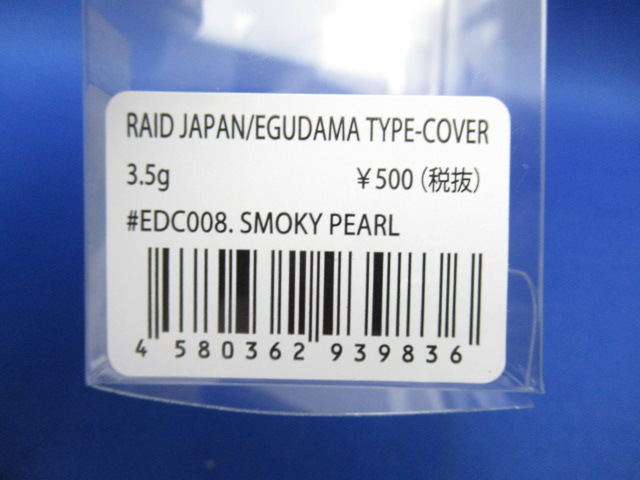 RAID JAPAN/EGUDAMA TYPE-COVER
3.5g ￥500（税抜）
#EDC008. SMOKY PEARL
4 580362 939836